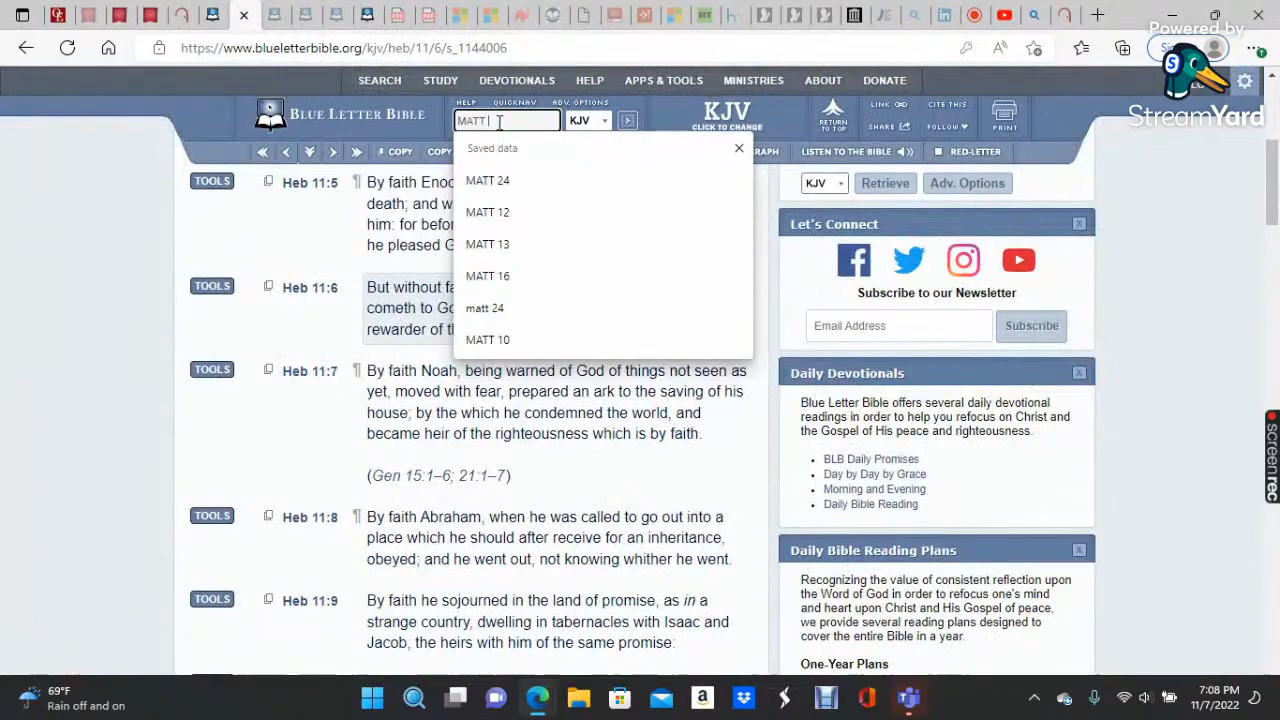 https://www.blueletterbible.org/kjv/heb/11/6/s_1144006
Powered by
StreamYard
SEARCH STUDY DEVOTIONALS HELP APPS & TOOLS MINISTRIES ABOUT DONATE
BLUE LETTER BIBLE
HELP QUICKNAV ADV. OPTIONS
MATT
KJV
KJV
CLICK TO CHANGE
RETURN
TO TOP
LINK
SHARE
CITE THIS
FOLLOW
PRINT
COPY
COPY
GRAPH
LISTEN TO THE BIBLE
RED-LETTER
Saved data
MATT 24
MATT 12
MATT 13
MATT 16
matt 24
MATT 10
TOOLS Heb 11:5 ¶ By faith Enoc
death; and w
him: for befor
he pleased G
TOOLS Heb 11:6 But without fa
cometh to Go
rewarder of th
TOOLS Heb 11:7 ¶ By faith Noah, being warned of God of things not seen as
yet, moved with fear, prepared an ark to the saving of his
house; by the which he condemned the world, and
became heir of the righteousness which is by faith.
(Gen 15:1–6; 21:1–7)
TOOLS Heb 11:8 ¶ By faith Abraham, when he was called to go out into a
place which he should after receive for an inheritance,
obeyed; and he went out, not knowing whither he went.
TOOLS Heb 11:9 By faith he sojourned in the land of promise, as in a
strange country, dwelling in tabernacles with Isaac and
Jacob, the heirs with him of the same promise:
KJV Retrieve Adv. Options
Let's Connect
Subscribe to our Newsletter
Email Address Subscribe
Daily Devotionals
Blue Letter Bible offers several daily devotional
readings in order to help you refocus on Christ and
the Gospel of His peace and righteousness.
BLB Daily Promises
Day by Day by Grace
Morning and Evening
Daily Bible Reading
Daily Bible Reading Plans
Recognizing the value of consistent reflection upon
the Word of God in order to refocus one's mind
and heart upon Christ and His Gospel of peace,
we provide several reading plans designed to
cover the entire Bible in a year.
One-Year Plans
screenrec
69°F
Rain off and on
7:08 PM
11/7/2022